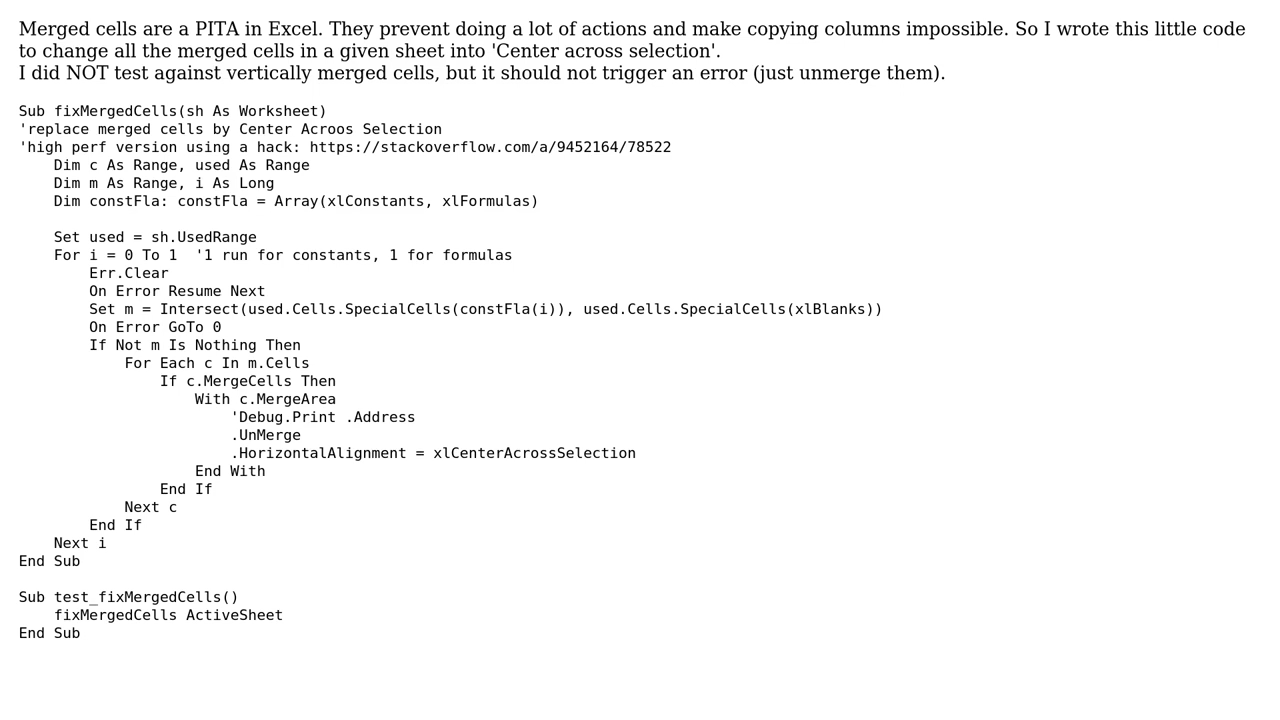 Merged cells are a PITA in Excel. They prevent doing a lot of actions and make copying columns impossible. So I wrote this little code
to change all the merged cells in a given sheet into 'Center across selection'.
I did NOT test against vertically merged cells, but it should not trigger an error (just unmerge them).
Sub fixMergedCells(sh As Worksheet)
'replace merged cells by Center Acroos Selection
'high perf version using a hack: https://stackoverflow.com/a/9452164/78522
    Dim c As Range, used As Range
    Dim m As Range, i As Long
    Dim constFla: constFla = Array(xlConstants, xlFormulas)

    Set used = sh.UsedRange
    For i = 0 To 1  '1 run for constants, 1 for formulas
        Err.Clear
        On Error Resume Next
        Set m = Intersect(used.Cells.SpecialCells(constFla(i)), used.Cells.SpecialCells(xlBlanks))
        On Error GoTo 0
        If Not m Is Nothing Then
            For Each c In m.Cells
                If c.MergeCells Then
                    With c.MergeArea
                        'Debug.Print .Address
                        .UnMerge
                        .HorizontalAlignment = xlCenterAcrossSelection
                    End With
                End If
            Next c
        End If
    Next i
End Sub

Sub test_fixMergedCells()
    fixMergedCells ActiveSheet
End Sub